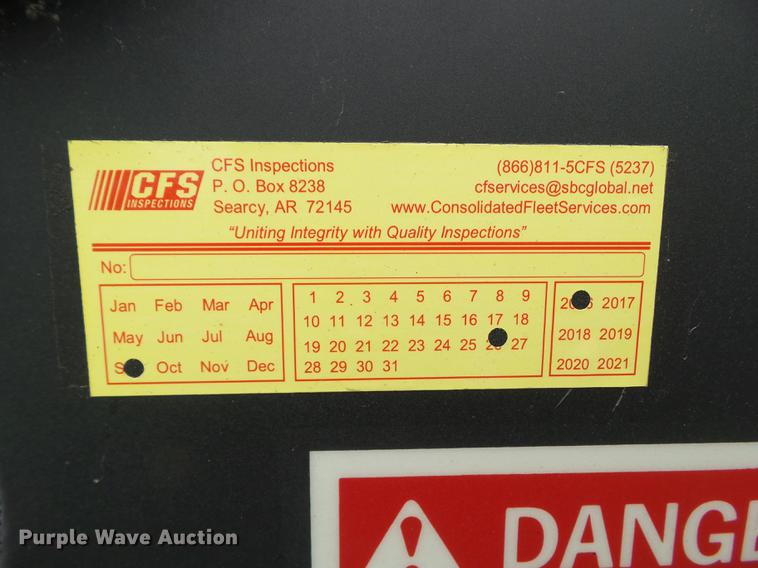 CFS
INSPECTIONS
CFS Inspections
P. O. Box 8238
Searcy, AR 72145
(866)811-5CFS (5237)
cfservices@sbcglobal.net
www.ConsolidatedFleetServices.com
“Uniting Integrity with Quality Inspections”
No:
Jan Feb Mar Apr
May Jun Jul Aug
Oct Nov Dec
1 2 3 4 5 6 7 8 9
10 11 12 13 14 15 16 17 18
19 20 21 22 23 24 25 26 27
28 29 30 31
2016 2017
2018 2019
2020 2021
DANGE
Purple Wave Auction